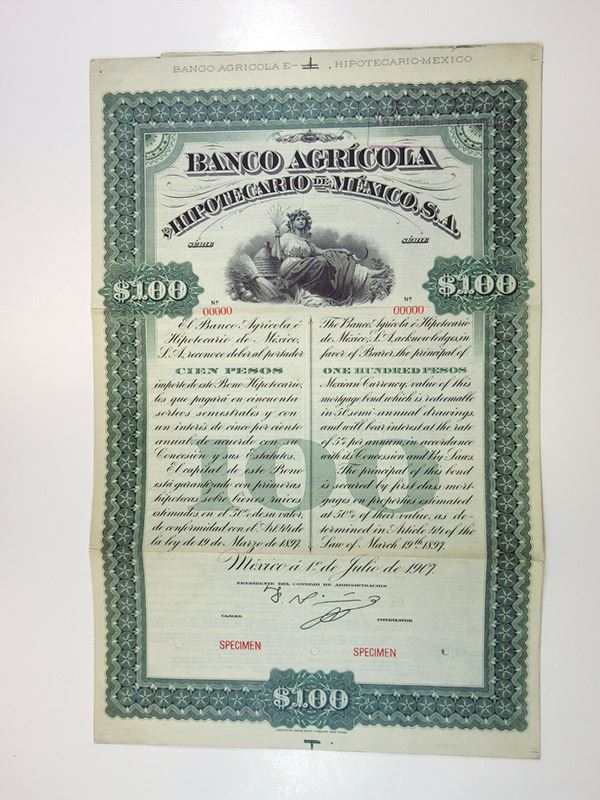 BANCO AGRICOLA E- HIPOTECARIO-MEXICO
$100
BANCO AGRÍCOLA
É HIPOTECARIO DE MÉXICO, S.A.
SÉRIE
SÉRIE
$100
$100
Nº
00000
Nº
00000
El Banco Agrícola é
Hipotecario de México,
S. A. reconoce deber al portador
CIEN PESOS
importe de este Bono Hipotecario,
los que pagará en cincuenta
sorteos semestrales y con
un interés de cinco por ciento
anual, de acuerdo con su
Concesión y sus Estatutos.
El capital de este Bono
está garantizado con primeras
hipotecas sobre bienes raíces
estimados en el 50% de su valor,
de conformidad con el Art. 44 de
la ley de 19 de Marzo de 1897.
The Banco Agrícola é Hipotecario
de México, S. A. acknowledges, in
favor of Bearer, the principal of
ONE HUNDRED PESOS
Mexican Currency, value of this
mortgage bond which is redeemable
in 50 semi-annual drawings,
and will bear interest at the rate
of 5% per annum in accordance
with its Concession and By Laws.
The principal of this bond
is secured by first class mort-
gages on properties estimated
at 50% of their value, as de-
termined in Article 44 of the
Law of March 19th 1897.
México á 1º de Julio de 1907.
PRESIDENTE DEL CONSEJO DE ADMINISTRACION
CAJERO
INTERVENTOR
SPECIMEN
SPECIMEN
$100